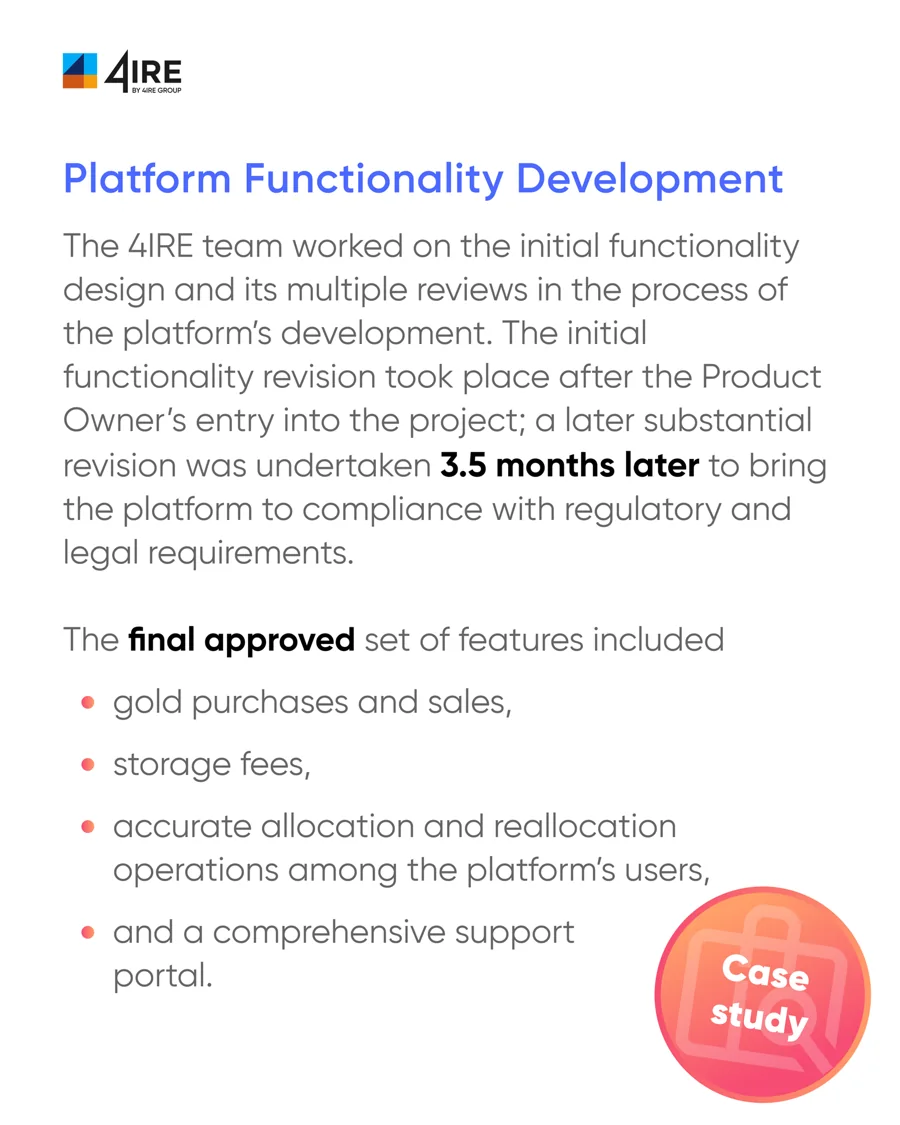 4IRE
BY 4IRE GROUP
Platform Functionality Development
The 4IRE team worked on the initial functionality
design and its multiple reviews in the process of
the platform's development. The initial
functionality revision took place after the Product
Owner's entry into the project; a later substantial
revision was undertaken 3.5 months later to bring
the platform to compliance with regulatory and
legal requirements.
The final approved set of features included
• gold purchases and sales,
• storage fees,
• accurate allocation and reallocation
operations among the platform's users,
• and a comprehensive support
portal.
Case
study